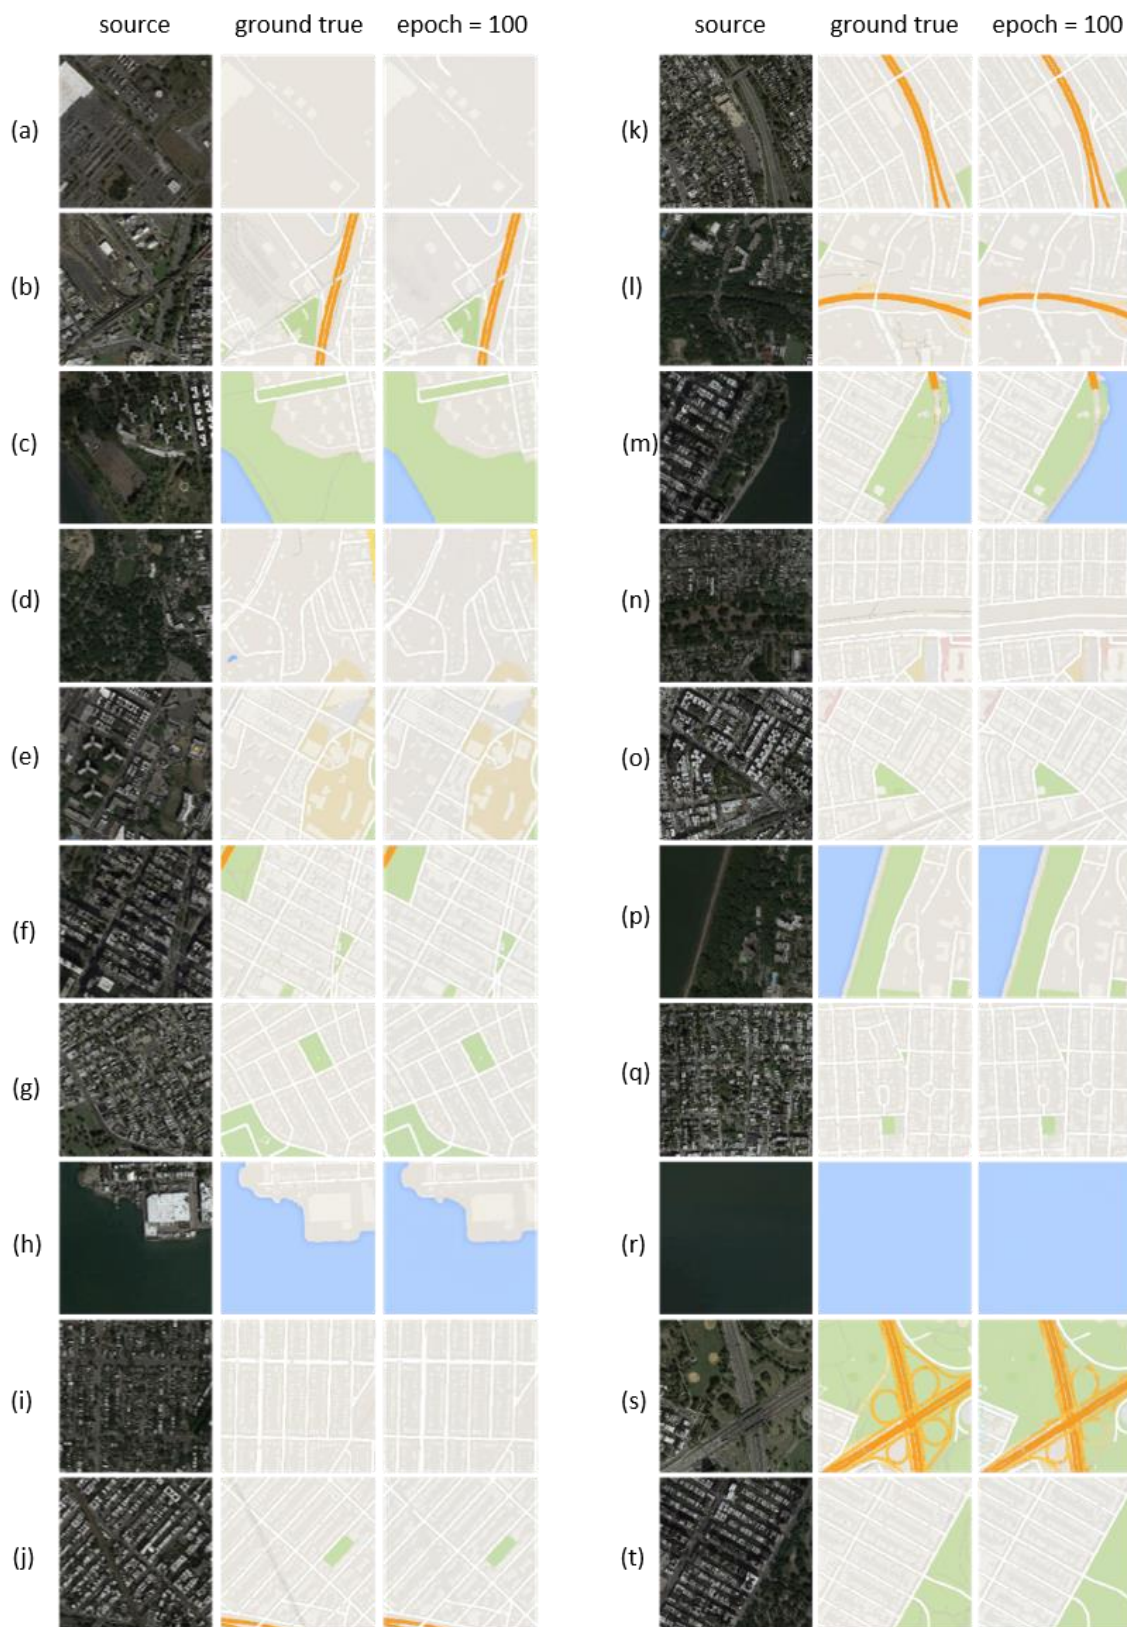 source ground true epoch = 100 source ground true epoch = 100
(a) (k)
(b) (l)
(c) (m)
(d) (n)
(e) (o)
(f) (p)
(g) (q)
(h) (r)
(i) (s)
(j) (t)